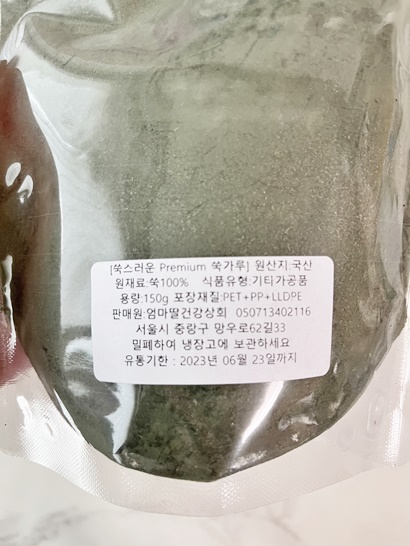 [쑥스러운 Premium 쑥가루] 원산지:국산
원재료:쑥100% 식품유형:기타가공품
용량:150g 포장재질:PET+PP+LLDPE
판매원:엄마딸건강상회 050713402116
서울시 중랑구 망우로62길33
밀폐하여 냉장고에 보관하세요
유통기한 : 2023년 06월 23일까지